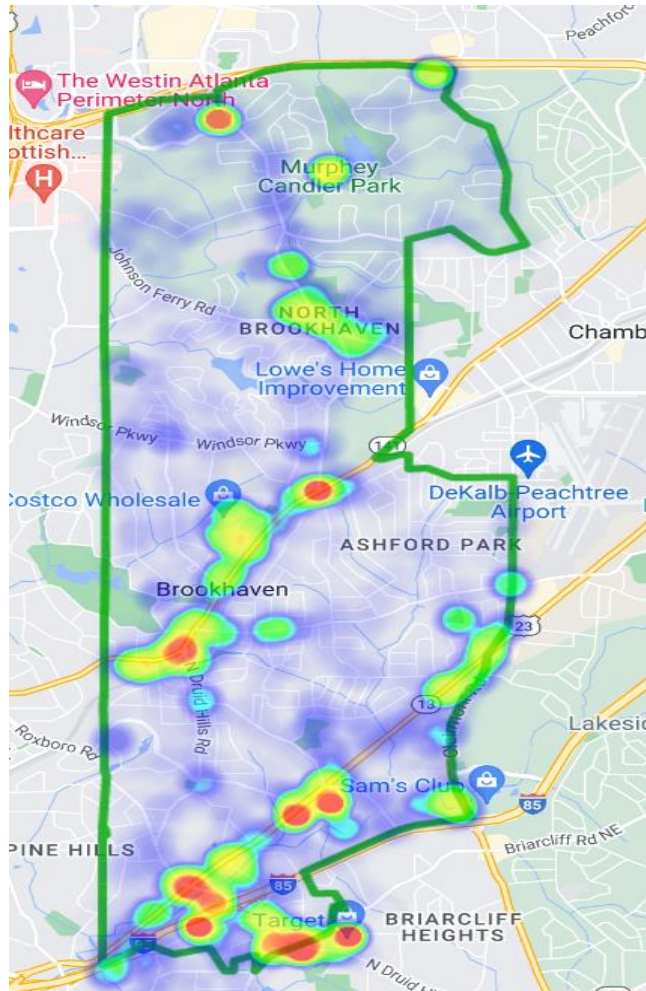 Peachford
The Westin Atlanta
Perimeter North
lthcare
ottish...
H
Murphey
Candler Park
Johnson Ferry Rd
NORTH
BROOKHAVEN
Chamb
Lowe's Home
Improvement
Windsor Pkwy
Windsor Pkwy
141
Costco Wholesale
DeKalb-Peachtree
Airport
ASHFORD PARK
Brookhaven
23
N Druid Hills Rd
13
Roxboro Rd
Lakesid
Sam's Club
85
Briarcliff Rd NE
PINE HILLS
85
Target
BRIARCLIFF
HEIGHTS
N Druid Hi